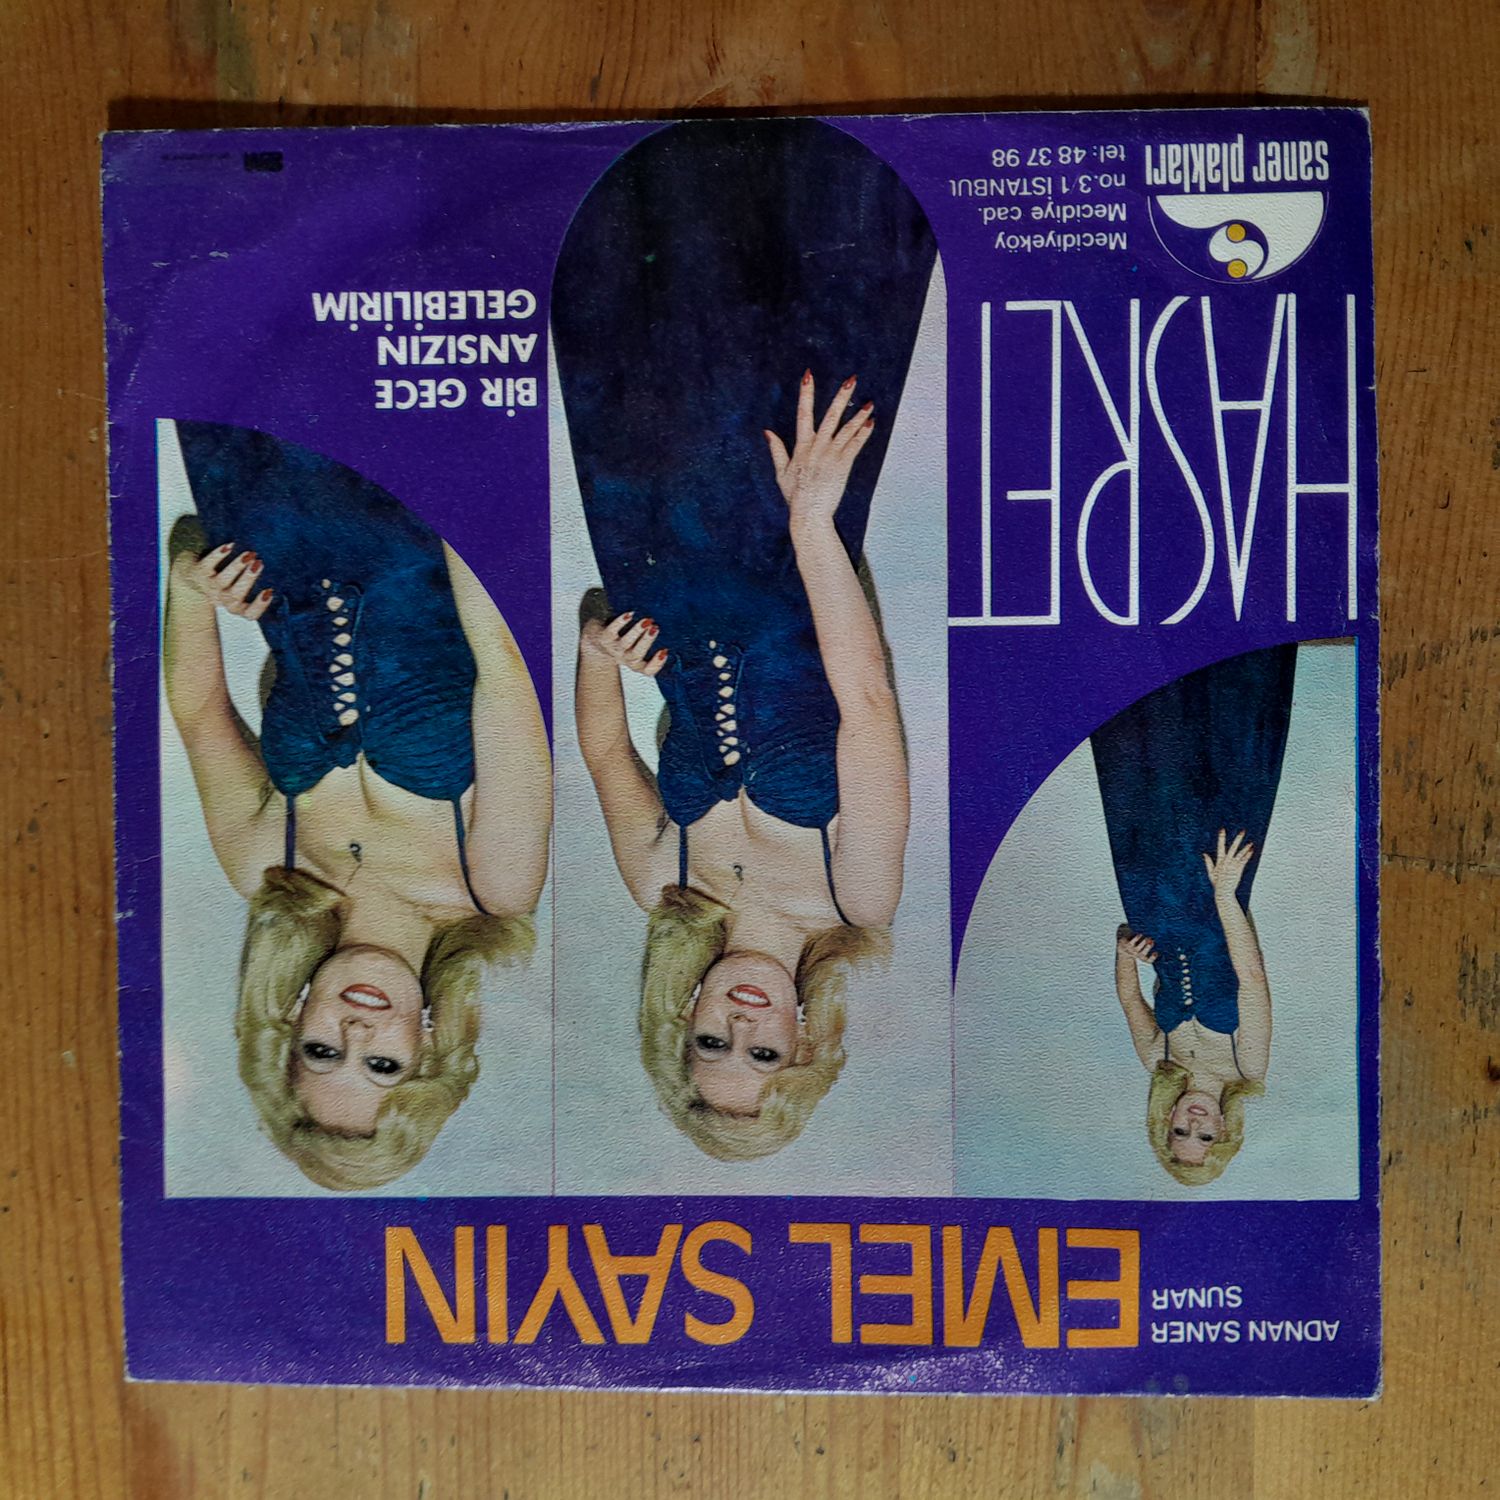 ADNAN SANER
SUNAR
EMEL SAYIN
HASRET
BİR GECE
ANSIZIN
GELEBİLİRİM
saner plakları
Mecidiyeköy
Mecidiye cad.
no.3/1 İSTANBUL
tel: 48 37 98